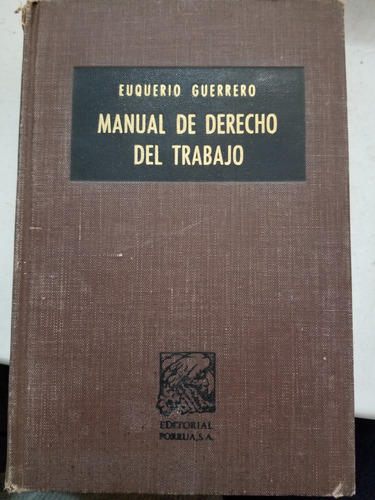 EUQUERIO GUERRERO
MANUAL DE DERECHO
DEL TRABAJO
EDITORIAL
PORRUA, S.A.